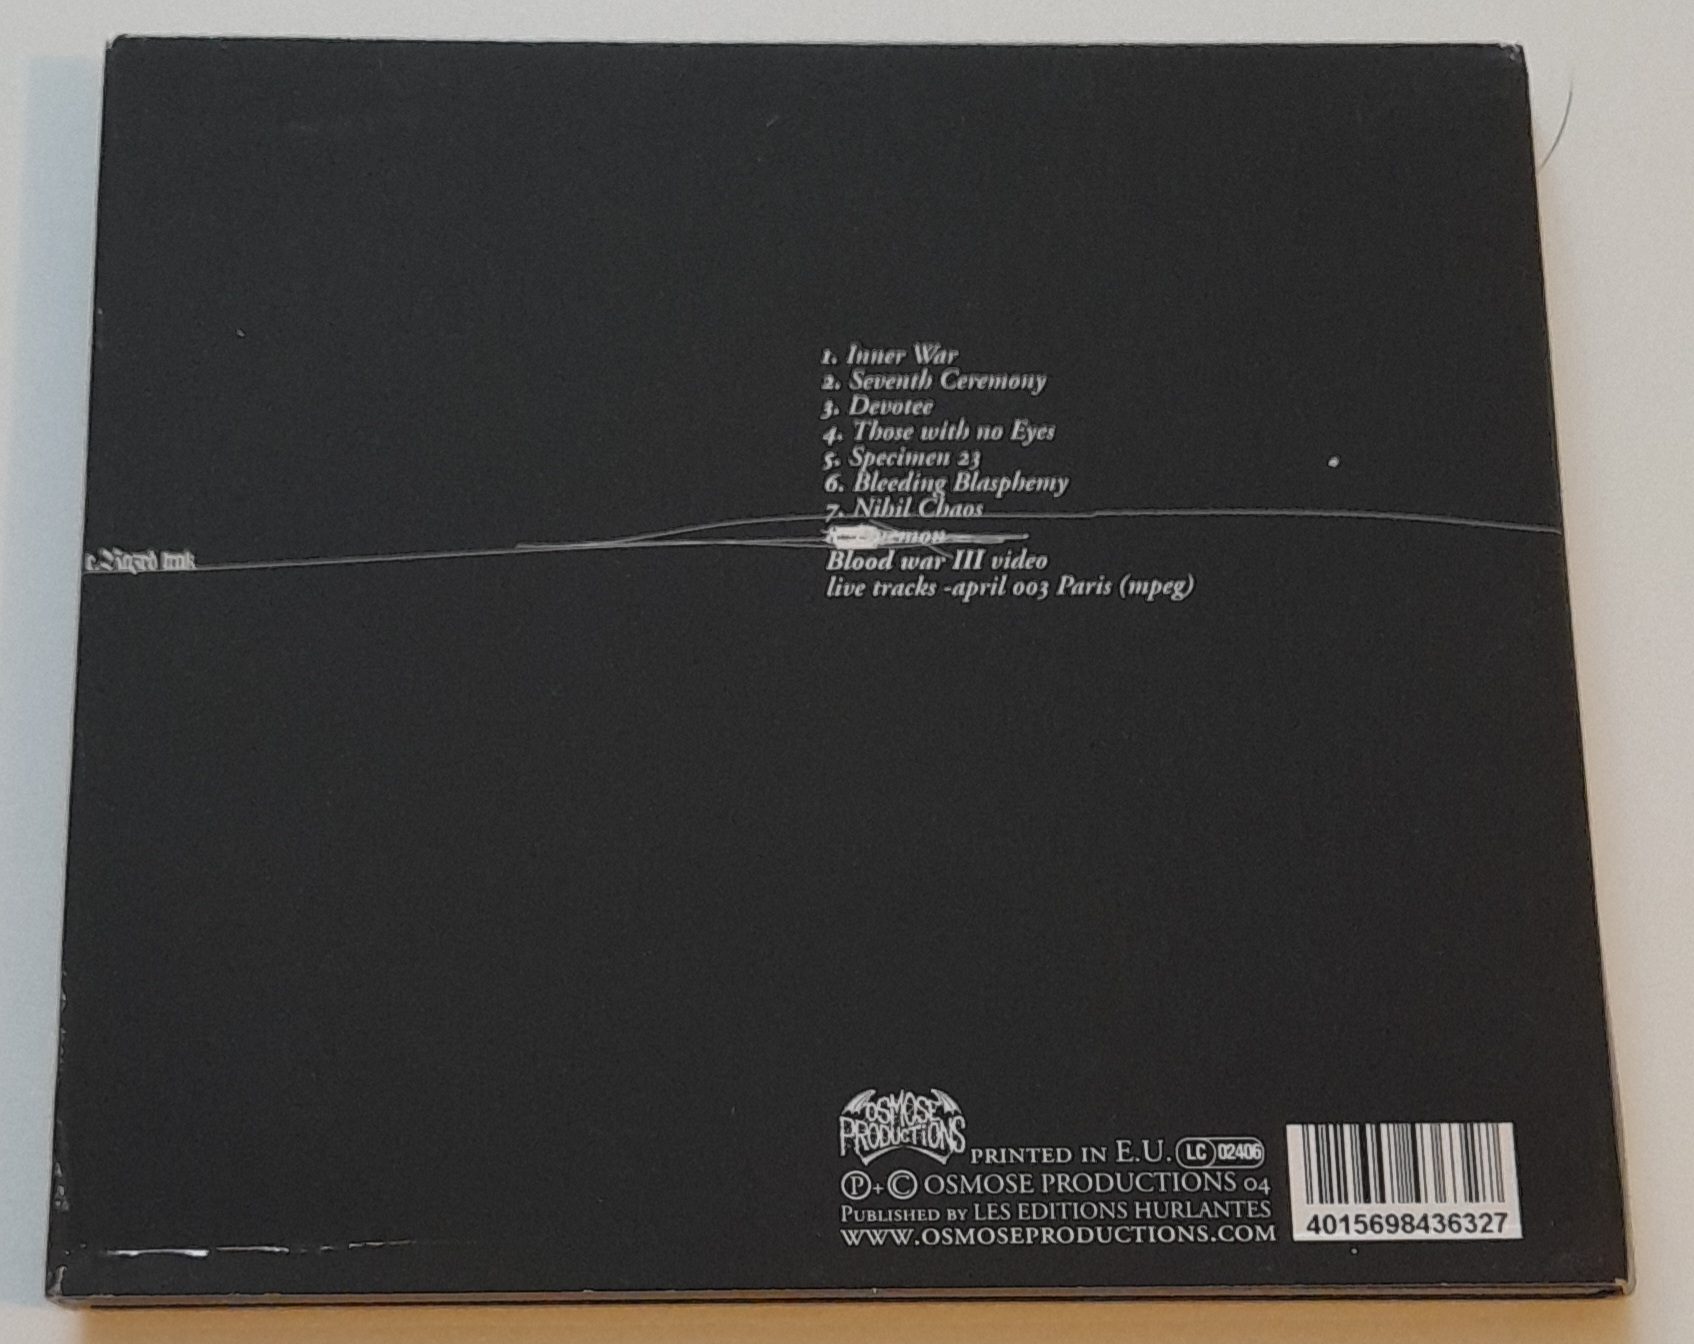 1. Inner War
2. Seventh Ceremony
3. Devotee
4. Those with no Eyes
5. Specimen 23
6. Bleeding Blasphemy
7. Nihil Chaos
Blood war III video
live tracks -april 003 Paris (mpeg)
OSMOSE
PRODUCTIONS
PRINTED IN E.U. LC 02406
P+C OSMOSE PRODUCTIONS 04
PUBLISHED BY LES EDITIONS HURLANTES
WWW.OSMOSEPRODUCTIONS.COM
4015698436327